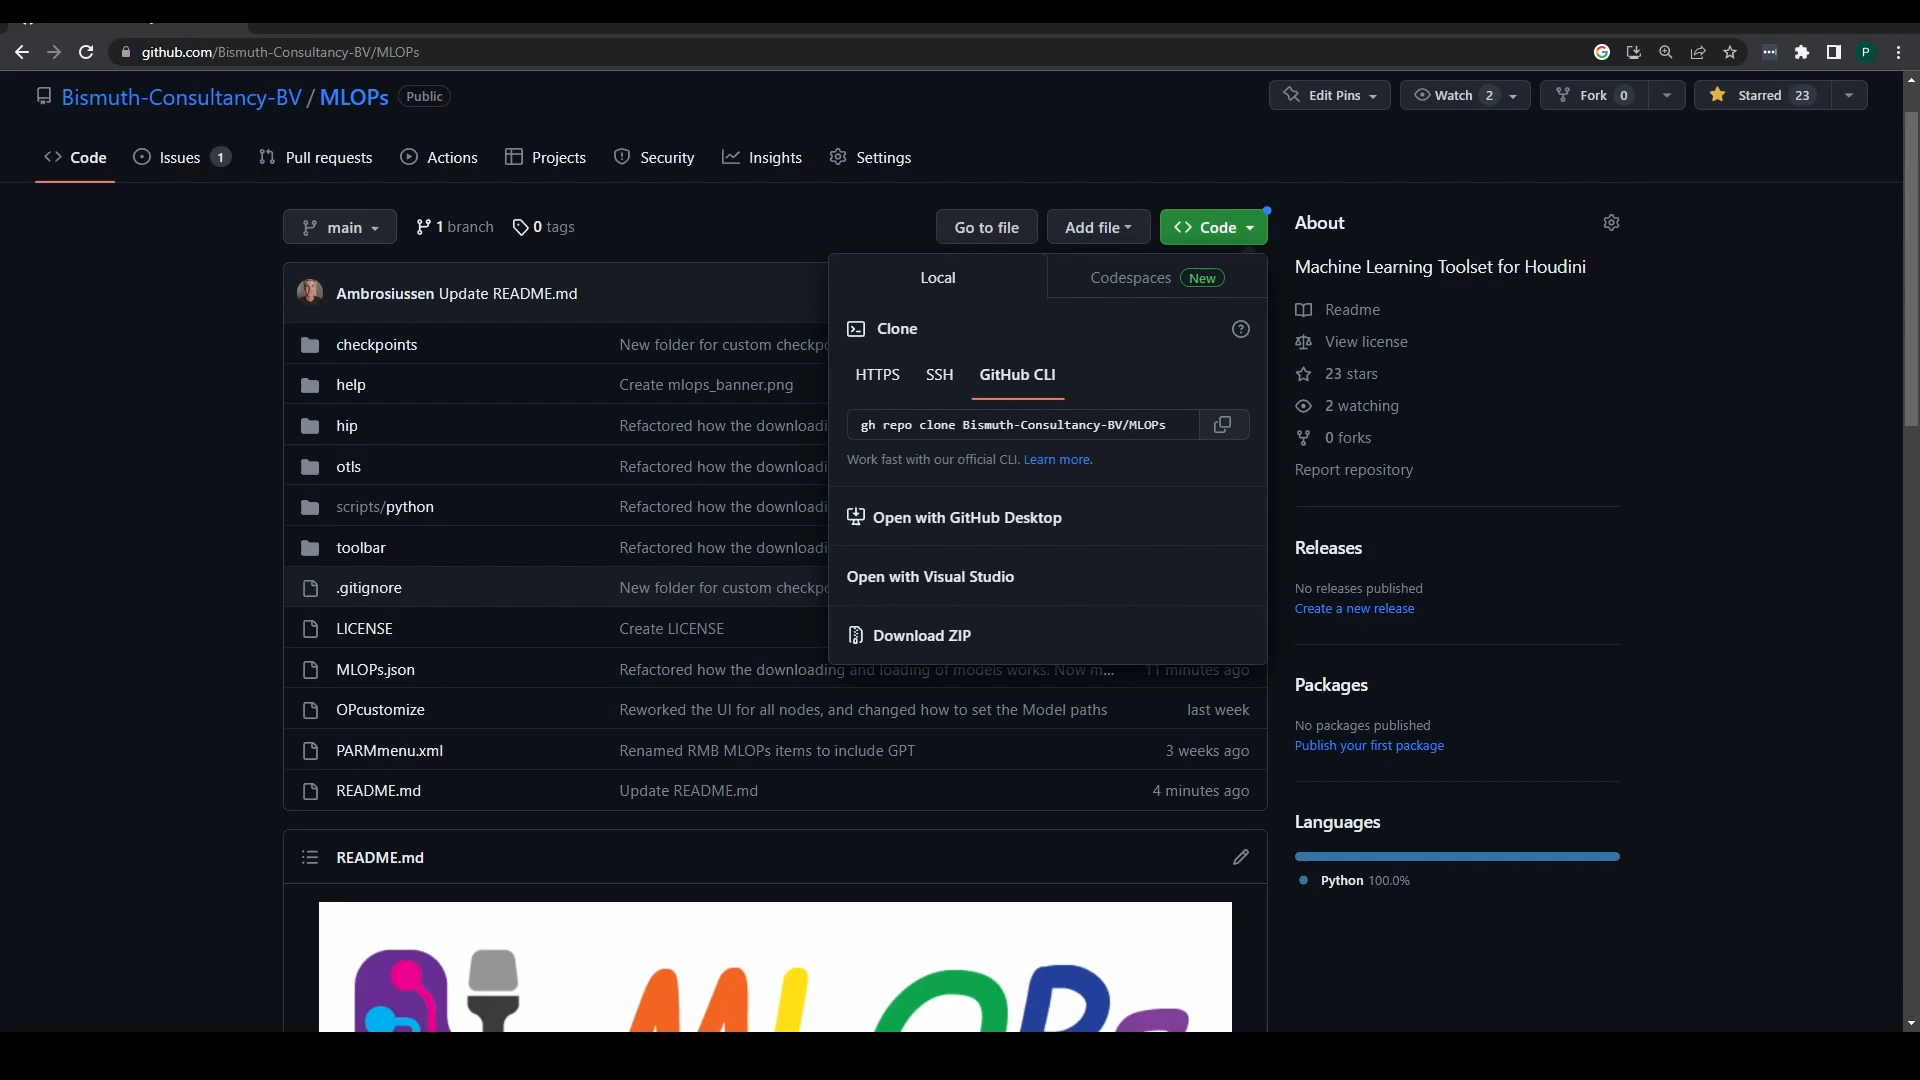 github.com/Bismuth-Consultancy-BV/MLOPs
P
Bismuth-Consultancy-BV / MLOPs Public
Edit Pins Watch 2 Fork 0 Starred 23
Code Issues 1 Pull requests Actions Projects Security Insights Settings
main 1 branch 0 tags Go to file Add file Code
Local Codespaces New
Ambrosiussen Update README.md
Clone
checkpoints New folder for custom checkpo
HTTPS SSH GitHub CLI
help Create mlops_banner.png
hip Refactored how the downloadi
gh repo clone Bismuth-Consultancy-BV/MLOPs
Work fast with our official CLI. Learn more.
otls Refactored how the downloadi
scripts/python Refactored how the downloadi
Open with GitHub Desktop
toolbar Refactored how the downloadi
Open with Visual Studio
.gitignore New folder for custom checkpo
LICENSE Create LICENSE
Download ZIP
MLOPs.json Refactored how the downloading and loading of models works. Now m... 11 minutes ago
OPcustomize Reworked the UI for all nodes, and changed how to set the Model paths last week
PARMmenu.xml Renamed RMB MLOPs items to include GPT 3 weeks ago
README.md Update README.md 4 minutes ago
README.md
MLOPs
About
Machine Learning Toolset for Houdini
Readme
View license
23 stars
2 watching
0 forks
Report repository
Releases
No releases published
Create a new release
Packages
No packages published
Publish your first package
Languages
Python 100.0%